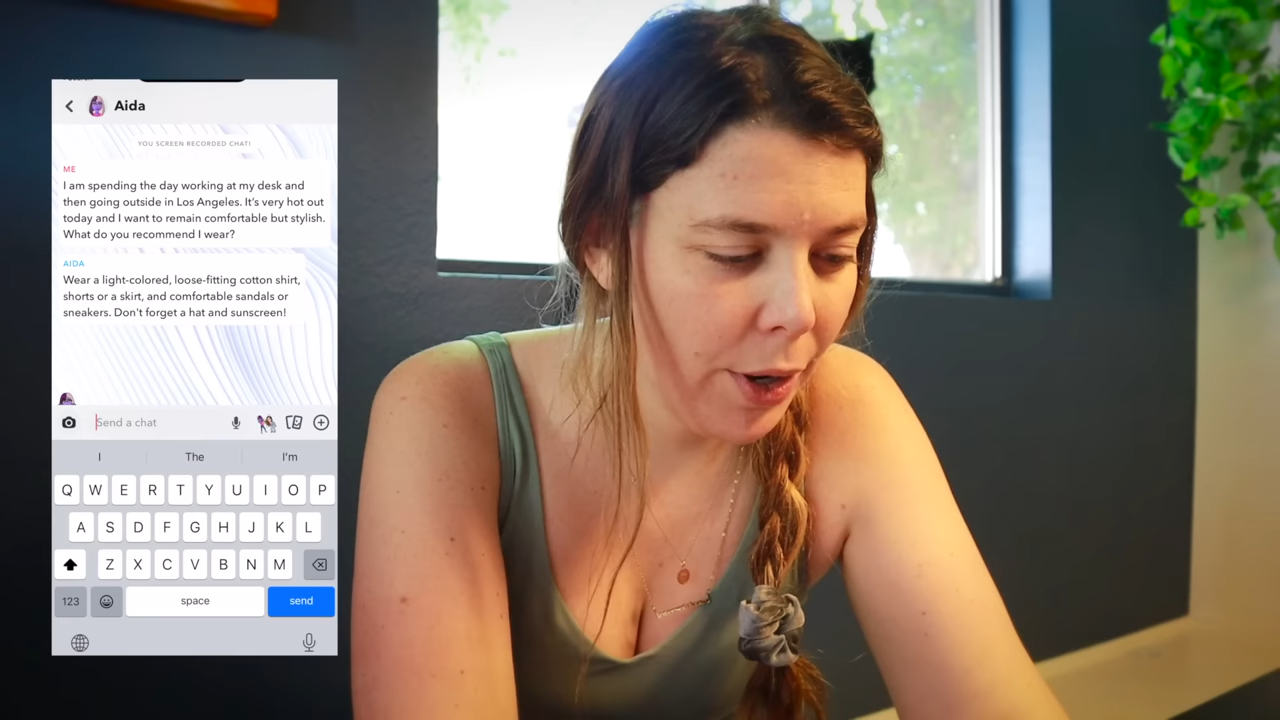 Aida
YOU SCREEN RECORDED CHAT!
ME
I am spending the day working at my desk and
then going outside in Los Angeles. It's very hot out
today and I want to remain comfortable but stylish.
What do you recommend I wear?
AIDA
Wear a light-colored, loose-fitting cotton shirt,
shorts or a skirt, and comfortable sandals or
sneakers. Don't forget a hat and sunscreen!
Send a chat
I The I'm
Q W E R T Y U I O P
A S D F G H J K L
Z X C V B N M
123 space send